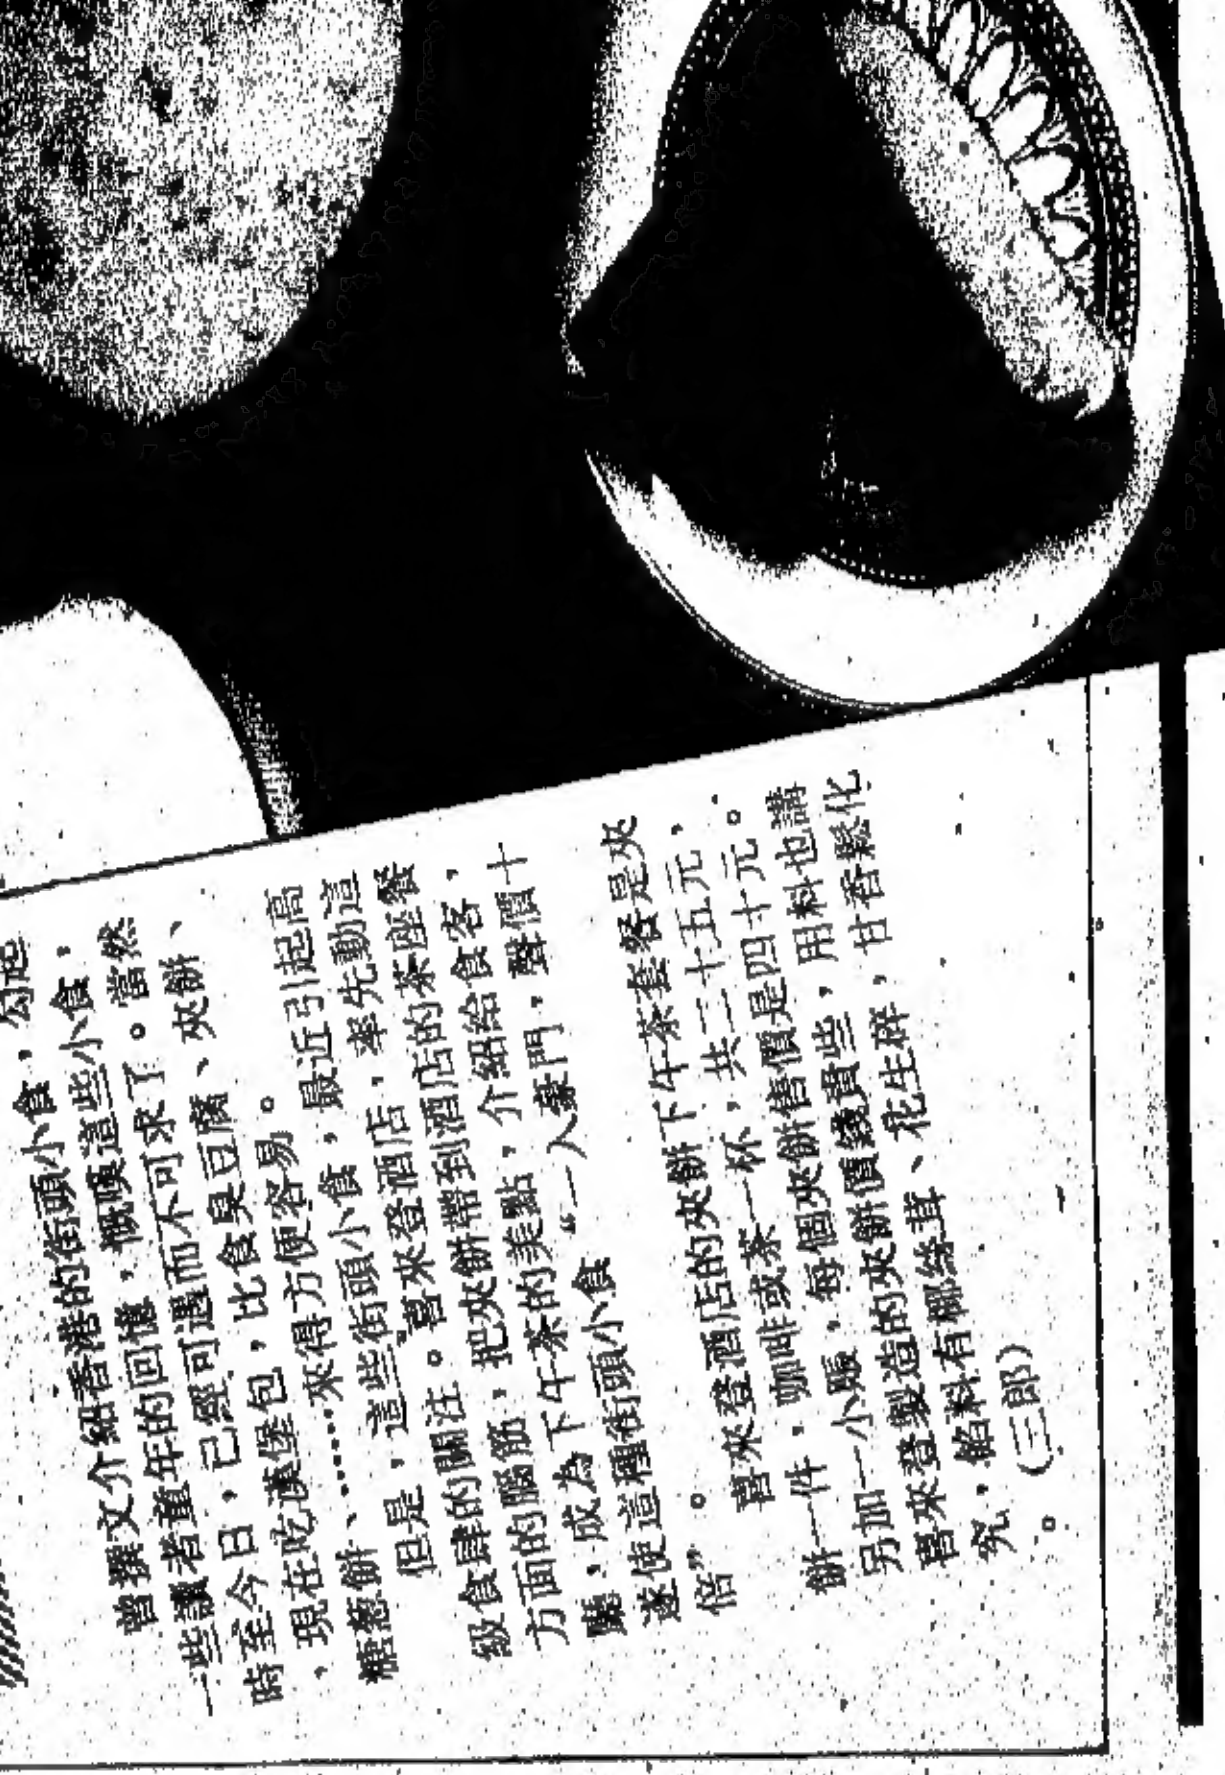 曾撰文介紹香港的街頭小食，勾起
一些讀者童年的回憶，慨嘆這些小食，
時至今日，已經可遇而不可求了。當然
，現在吃漢堡包，比食臭豆腐、夾餅、
糖葱餅、……來得方便容易。
但是，這些街頭小食，最近引起高
級食肆的關注。喜來登酒店，率先動這
方面的腦筋，把夾餅帶到酒店的茶座餐
廳，成為下午茶的美點，介紹給食客，
遂使這種街頭小食“一入豪門，聲價十
倍”。
喜來登酒店的夾餅下午茶套餐是夾
餅一件，咖啡或茶一杯，共二十五元，
另加一小賬，每個夾餅售價是四十元。
喜來登製造的夾餅價錢貴些，用料也講
究，餡料有椰絲茸、花生碎，甘香鬆化
。（三郎）